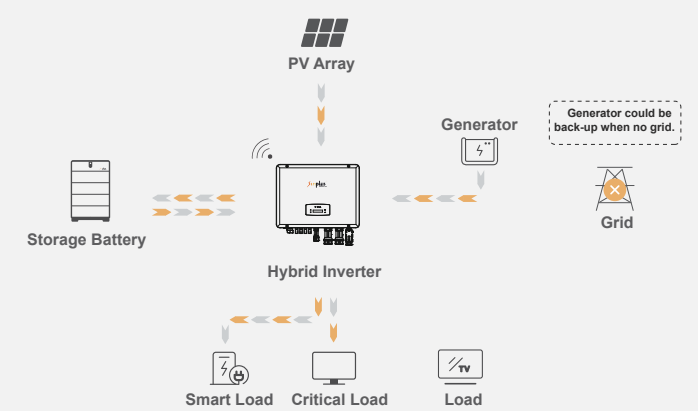 PV Array
Generator could be
back-up when no grid.
Generator
Grid
Storage Battery
Hybrid Inverter
TV
Smart Load
Critical Load
Load